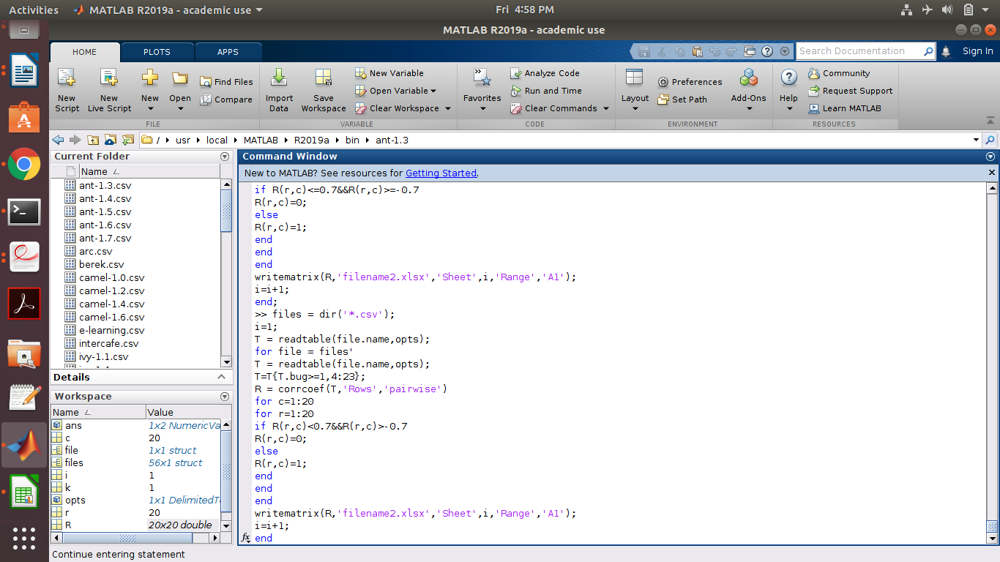 Activities
MATLAB R2019a - academic use
Fri 4:58 PM
MATLAB R2019a - academic use
HOME
PLOTS
APPS
Search Documentation
Sign In
New Script
New Live Script
New
Open
Find Files
Compare
Import Data
Save Workspace
New Variable
Open Variable
Clear Workspace
Favorites
Analyze Code
Run and Time
Clear Commands
Layout
Preferences
Set Path
Add-Ons
Help
Community
Request Support
Learn MATLAB
FILE
VARIABLE
CODE
ENVIRONMENT
RESOURCES
/ usr local MATLAB R2019a bin ant-1.3
Current Folder
Name
ant-1.3.csv
ant-1.4.csv
ant-1.5.csv
ant-1.6.csv
ant-1.7.csv
arc.csv
berek.csv
camel-1.0.csv
camel-1.2.csv
camel-1.4.csv
camel-1.6.csv
e-learning.csv
intercafe.csv
ivy-1.1.csv
Details
Workspace
Name Value
ans 1x2 NumericVa
c 20
file 1x1 struct
files 56x1 struct
i 1
k 1
opts 1x1 DelimitedT
r 20
R 20x20 double
Command Window
New to MATLAB? See resources for Getting Started.
if R(r,c)<=0.7&&R(r,c)>=-0.7
R(r,c)=0;
else
R(r,c)=1;
end
end
end
writematrix(R,'filename2.xlsx','Sheet',i,'Range','A1');
i=i+1;
end;
>> files = dir('*.csv');
i=1;
T = readtable(file.name,opts);
for file = files'
T = readtable(file.name,opts);
T=T{T.bug>=1,4:23};
R = corrcoef(T,'Rows','pairwise')
for c=1:20
for r=1:20
if R(r,c)<0.7&&R(r,c)>-0.7
R(r,c)=0;
else
R(r,c)=1;
end
end
end
writematrix(R,'filename2.xlsx','Sheet',i,'Range','A1');
i=i+1;
fx end
Continue entering statement